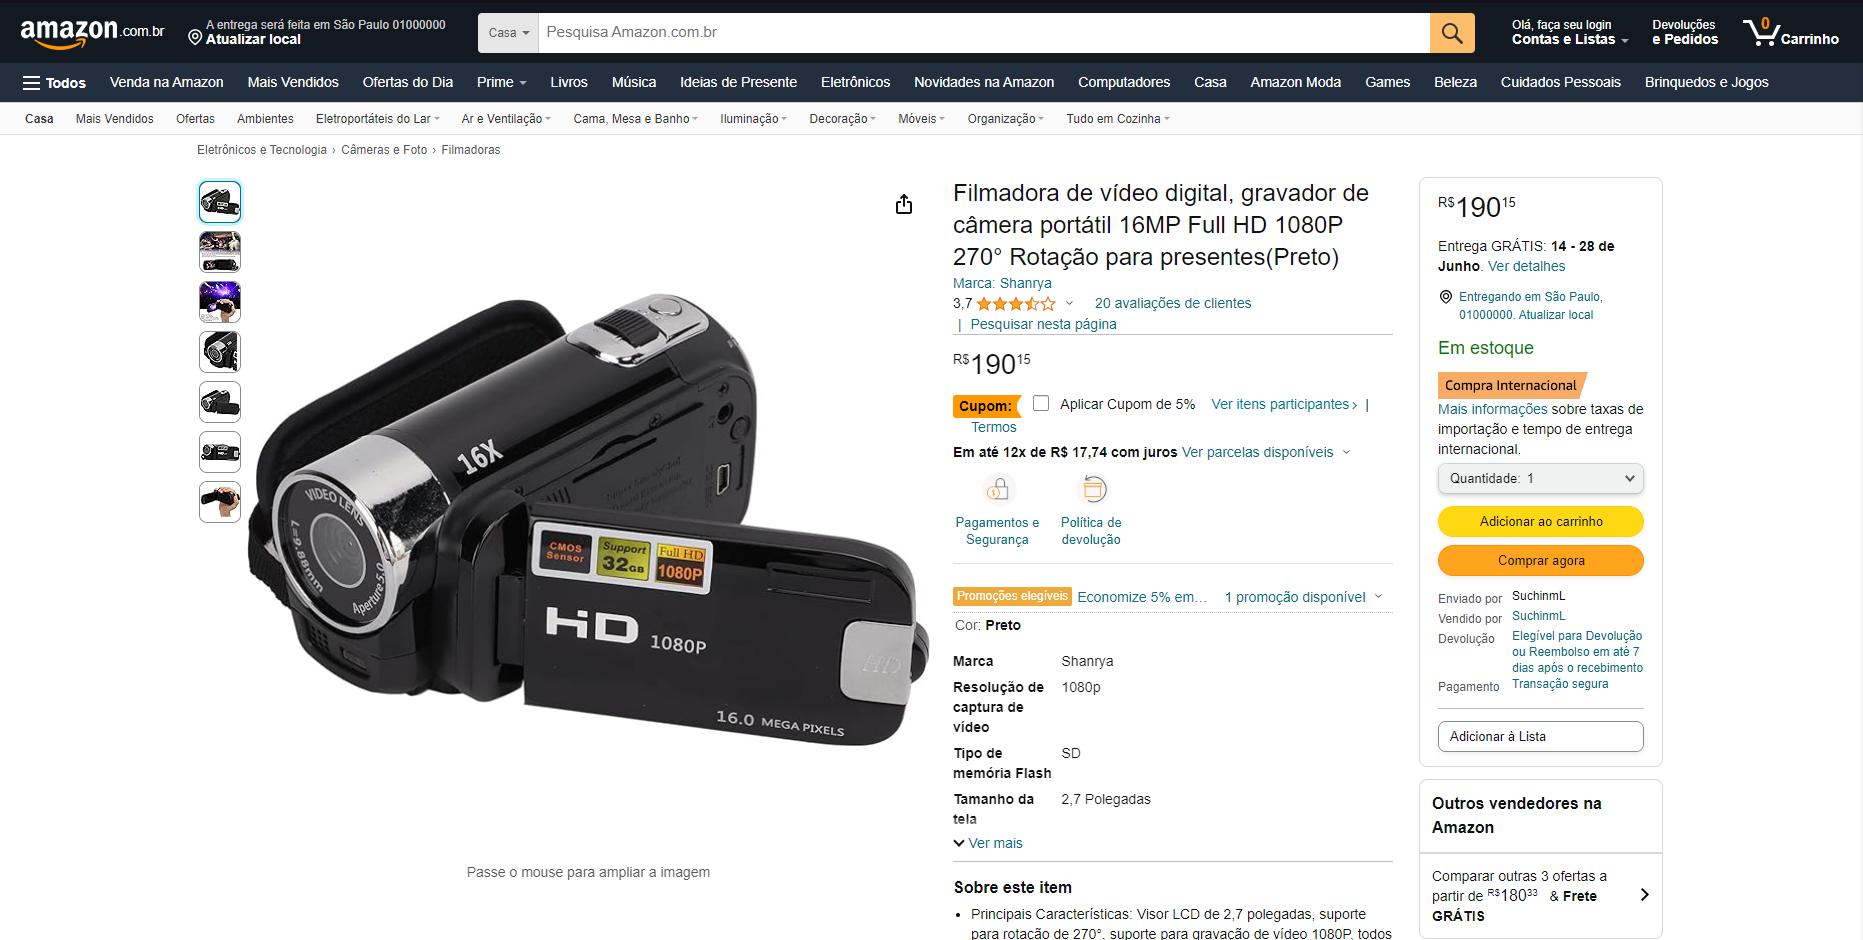 amazon.com.br
A entrega será feita em São Paulo 01000000
Atualizar local
Casa
Pesquisa Amazon.com.br
Olá, faça seu login
Contas e Listas
Devoluções
e Pedidos
0
Carrinho
Todos
Venda na Amazon
Mais Vendidos
Ofertas do Dia
Prime
Livros
Música
Ideias de Presente
Eletrônicos
Novidades na Amazon
Computadores
Casa
Amazon Moda
Games
Beleza
Cuidados Pessoais
Brinquedos e Jogos
Casa
Mais Vendidos
Ofertas
Ambientes
Eletroportáteis do Lar
Ar e Ventilação
Cama, Mesa e Banho
Iluminação
Decoração
Móveis
Organização
Tudo em Cozinha
Eletrônicos e Tecnologia › Câmeras e Foto › Filmadoras
16X
VIDEO LENS
L=9.88mm
Aperture5.0
CMOS
Sensor
Support
32GB
Full HD
1080P
HD 1080P
HD
16.0 MEGA PIXELS
Passe o mouse para ampliar a imagem
Filmadora de vídeo digital, gravador de
câmera portátil 16MP Full HD 1080P
270° Rotação para presentes(Preto)
Marca: Shanrya
3,7
20 avaliações de clientes
| Pesquisar nesta página
R$19015
Cupom:
Aplicar Cupom de 5%
Ver itens participantes› |
Termos
Em até 12x de R$ 17,74 com juros Ver parcelas disponíveis
Pagamentos e
Segurança
Política de
devolução
Promoções elegíveis
Economize 5% em…
1 promoção disponível
Cor: Preto
Marca
Shanrya
Resolução de
captura de
vídeo
1080p
Tipo de
memória Flash
SD
Tamanho da
tela
2,7 Polegadas
Ver mais
Sobre este item
• Principais Características: Visor LCD de 2,7 polegadas, suporte
para rotação de 270°, suporte para gravação de vídeo 1080P, todos
R$19015
Entrega GRÁTIS: 14 - 28 de
Junho. Ver detalhes
Entregando em São Paulo,
01000000. Atualizar local
Em estoque
Compra Internacional
Mais informações sobre taxas de
importação e tempo de entrega
internacional.
Quantidade: 1
Adicionar ao carrinho
Comprar agora
Enviado por
SuchinmL
Vendido por
SuchinmL
Devolução
Elegível para Devolução
ou Reembolso em até 7
dias após o recebimento
Pagamento
Transação segura
Adicionar à Lista
Outros vendedores na
Amazon
Comparar outras 3 ofertas a
partir de R$18033 & Frete
GRÁTIS